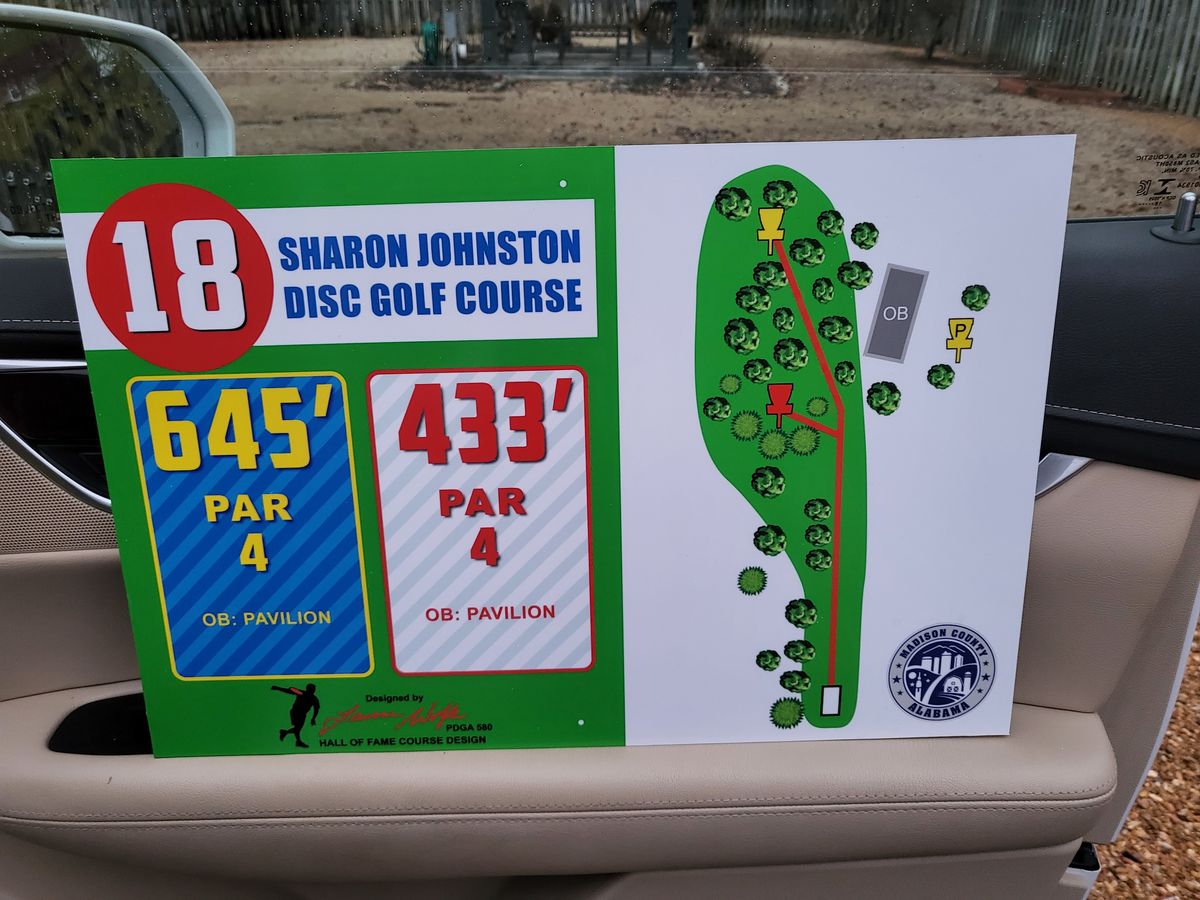 18
SHARON JOHNSTON
DISC GOLF COURSE
645'
PAR
4
OB: PAVILION
433'
PAR
4
OB: PAVILION
Designed by
PDGA 580
HALL OF FAME COURSE DESIGN
OB
P
MADISON COUNTY
ALABAMA